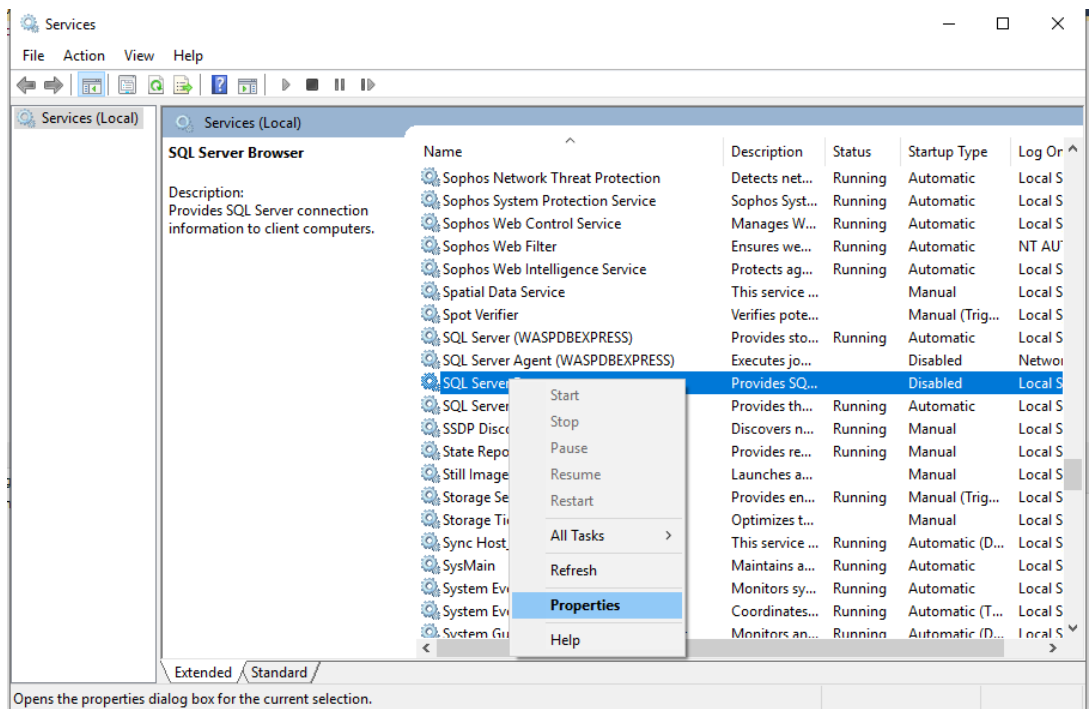 Services
File Action View Help
Services (Local)
Services (Local)
SQL Server Browser
Description:
Provides SQL Server connection
information to client computers.
Name Description Status Startup Type Log Or
Sophos Network Threat Protection Detects net... Running Automatic Local S
Sophos System Protection Service Sophos Syst... Running Automatic Local S
Sophos Web Control Service Manages W... Running Automatic Local S
Sophos Web Filter Ensures we... Running Automatic NT AU
Sophos Web Intelligence Service Protects ag... Running Automatic Local S
Spatial Data Service This service ... Manual Local S
Spot Verifier Verifies pote... Manual (Trig... Local S
SQL Server (WASPDBEXPRESS) Provides sto... Running Automatic Local S
SQL Server Agent (WASPDBEXPRESS) Executes jo... Disabled Networ
SQL Server Provides SQ... Disabled Local S
SQL Server Provides th... Running Automatic Local S
SSDP Disco Discovers n... Running Manual Local S
State Repo Provides re... Running Manual Local S
Still Image Launches a... Manual Local S
Storage Se Provides en... Running Manual (Trig... Local S
Storage Ti Optimizes t... Manual Local S
Sync Host_ This service ... Running Automatic (D... Local S
SysMain Maintains a... Running Automatic Local S
System Eve Monitors sy... Running Automatic Local S
System Eve Coordinates... Running Automatic (T... Local S
System Gu Monitors an... Running Automatic (D... Local S
Start
Stop
Pause
Resume
Restart
All Tasks
Refresh
Properties
Help
Extended Standard
Opens the properties dialog box for the current selection.